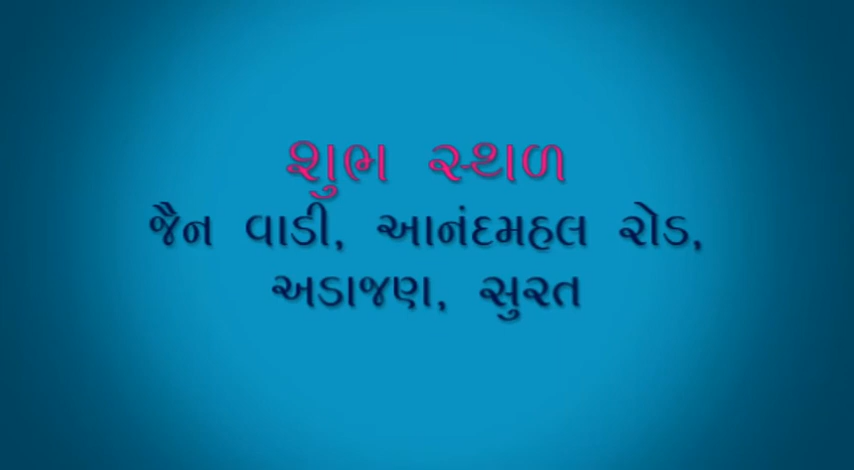 શુભ સ્થળ
જૈન વાડી, આનંદમહલ રોડ,
અડાજણ, સુરત